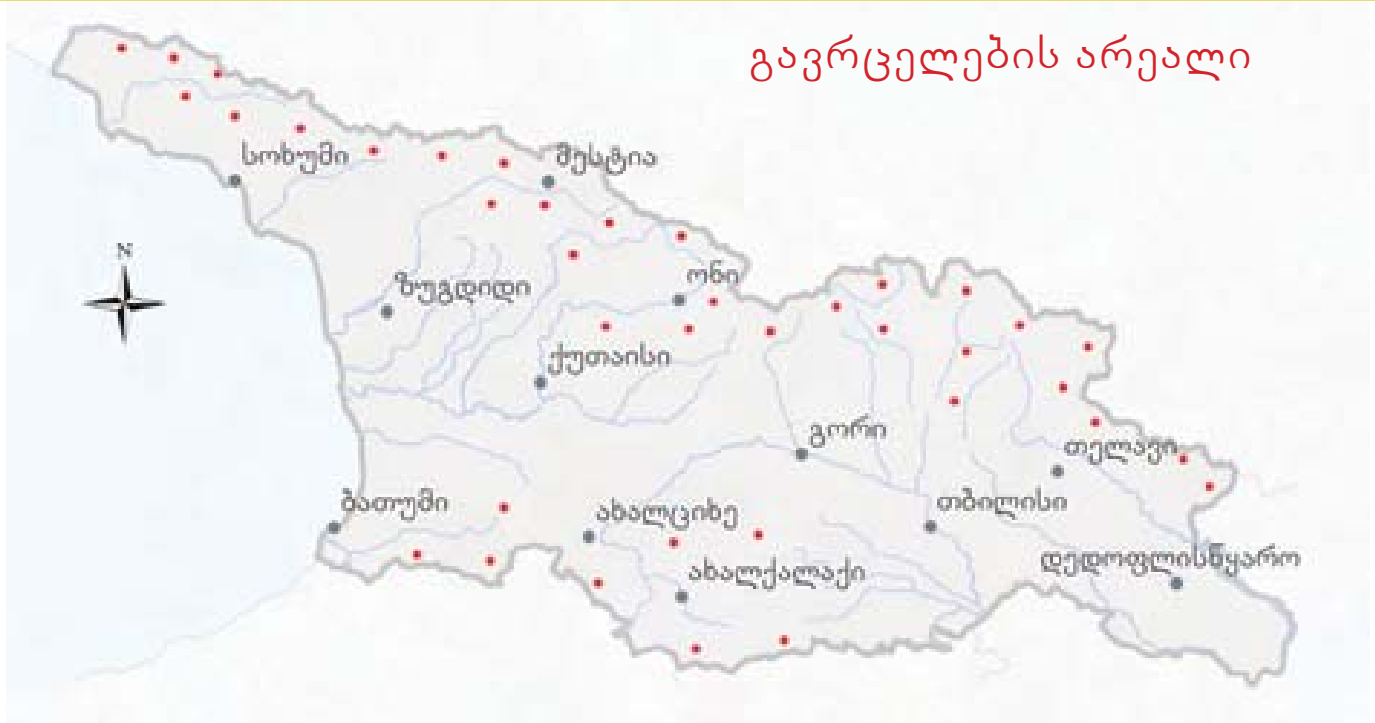 გავრცელების არეალი
სოხუმი
მესტია
N
ონი
ზუგდიდი
ქუთაისი
გორი
თელავი
ბათუმი
ახალციხე
თბილისი
დედოფლისწყარო
ახალქალაქი